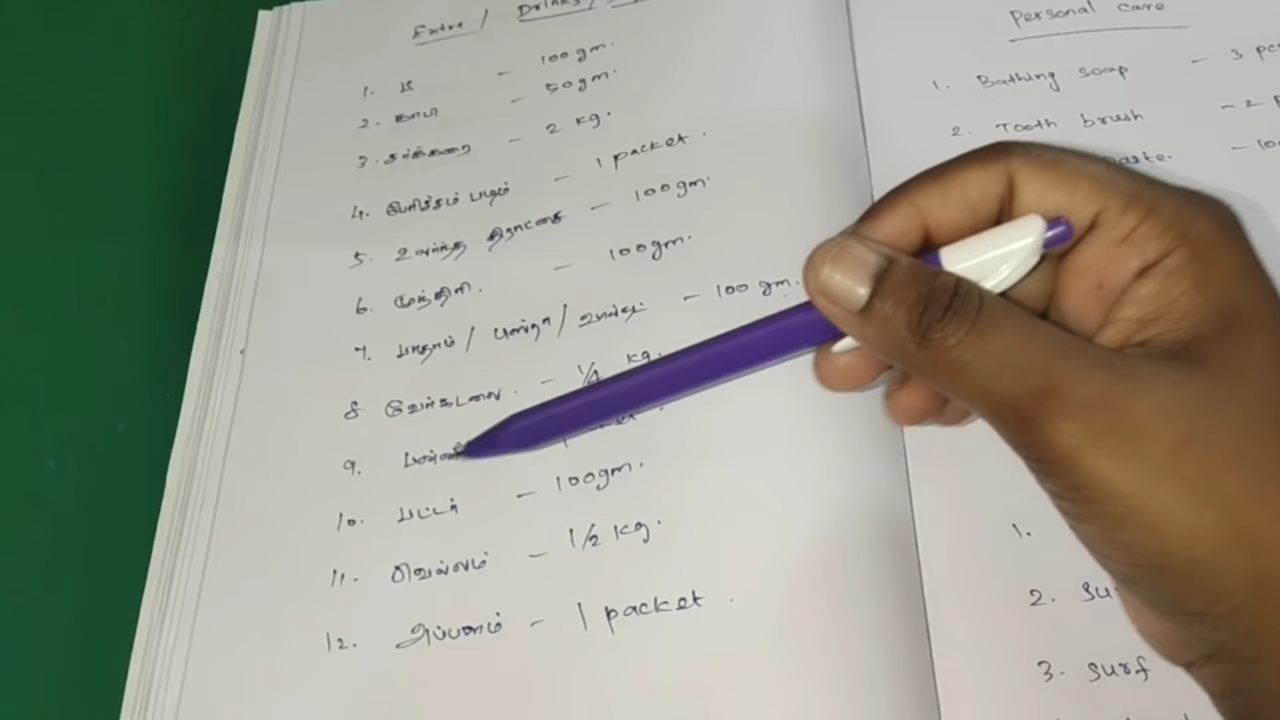 Extra / Drinks /
1. டீ - 100 gm.
2. காபி - 50 gm.
3. சர்க்கரை - 2 kg.
4. பேரிச்சம் பழம் - 1 packet.
5. உலர்ந்த திராட்சை - 100 gm.
6. முந்திரி. - 100 gm.
7. பாதாம் / பிஸ்தா / வால்நட் - 100 gm.
8 வேர்கடலை. - 1/4 kg.
9. 1
10. பட்டர் - 100gm.
11. வெல்லம் - 1/2 kg.
12. அப்பளம் - 1 packet.
Personal care
1. Bathing soap - 3
2. Tooth brush - 2
1.
2.
3. Surf